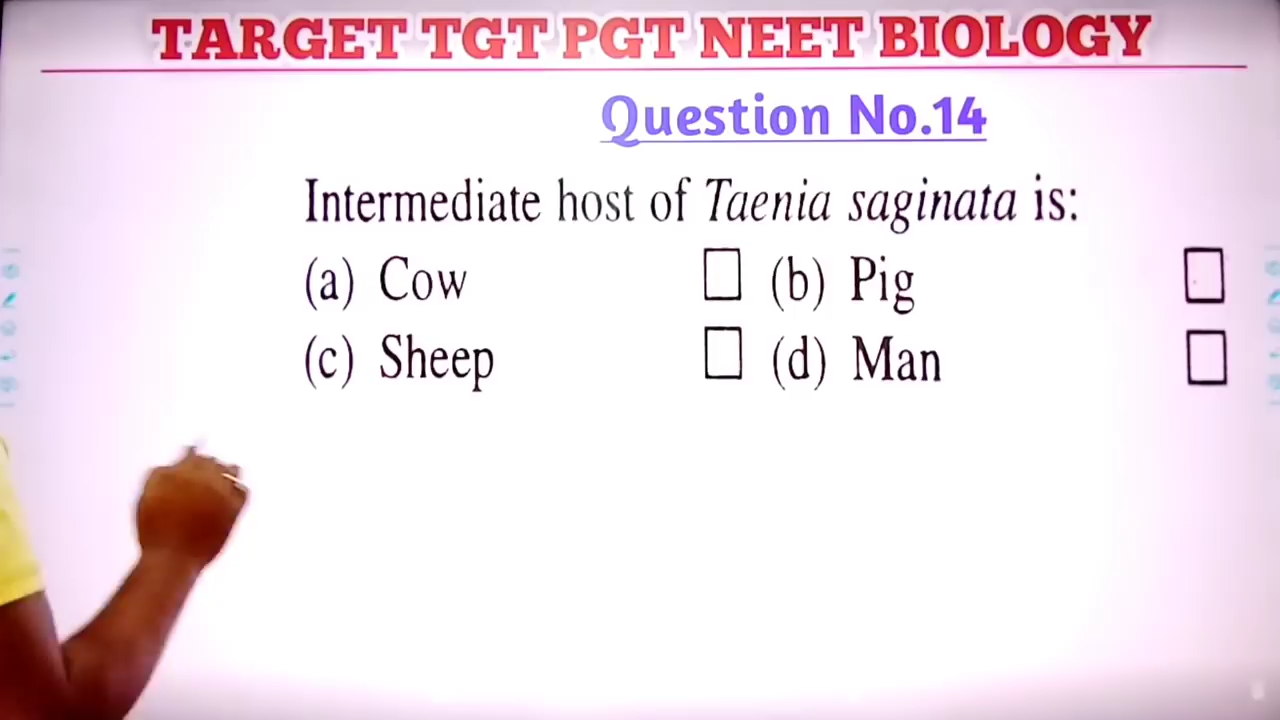 TARGET TGT PGT NEET BIOLOGY
Question No.14
Intermediate host of Taenia saginata is:
(a) Cow (b) Pig
(c) Sheep (d) Man